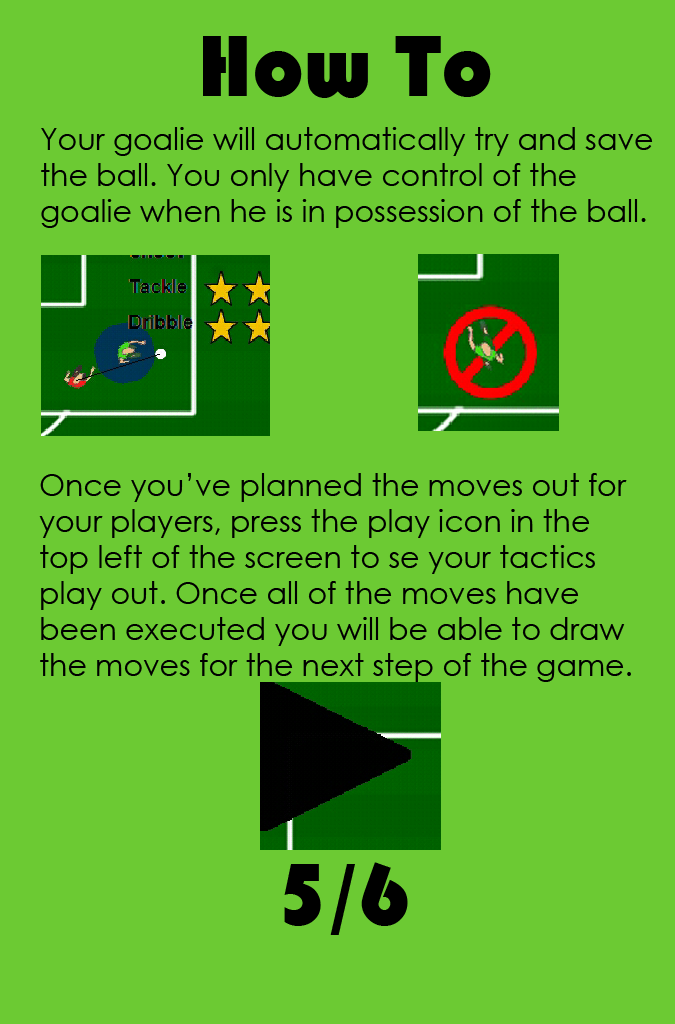 How To
Your goalie will automatically try and save
the ball. You only have control of the
goalie when he is in possession of the ball.
Tackle
Dribble
Once you’ve planned the moves out for
your players, press the play icon in the
top left of the screen to se your tactics
play out. Once all of the moves have
been executed you will be able to draw
the moves for the next step of the game.
5/6